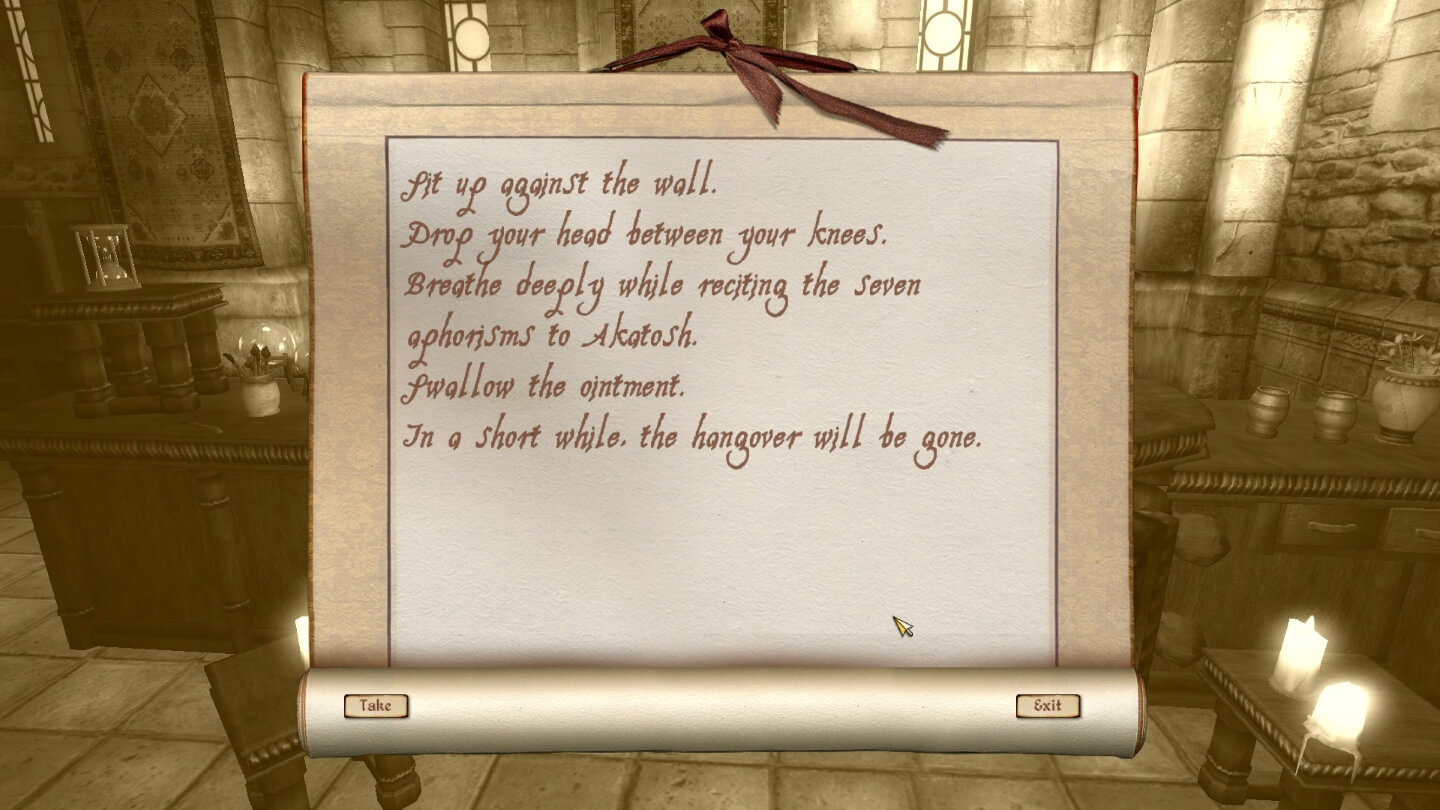 Sit up against the wall.
Drop your head between your knees.
Breathe deeply while reciting the seven
aphorisms to Akatosh.
Swallow the ointment.
In a short while, the hangover will be gone.
Take
Exit